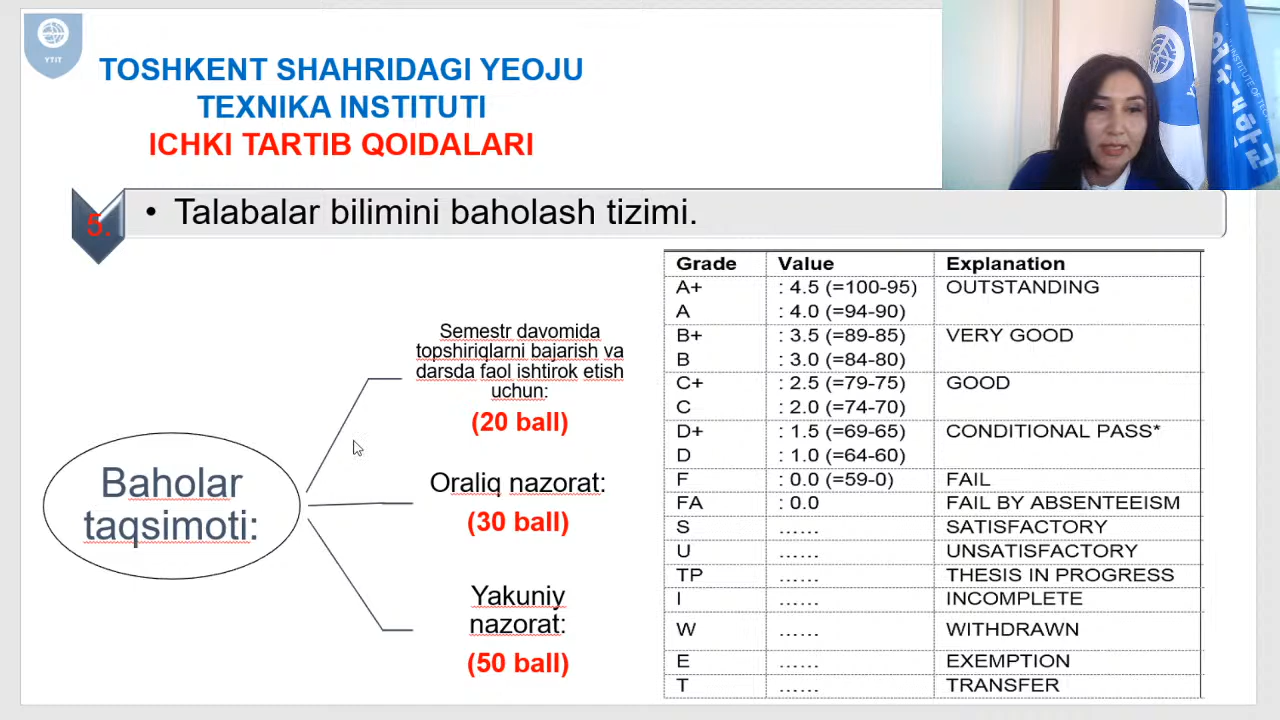 YTIT
TOSHKENT SHAHRIDAGI YEOJU
TEXNIKA INSTITUTI
ICHKI TARTIB QOIDALARI
5.
• Talabalar bilimini baholash tizimi.
Baholar
taqsimoti:
Semestr davomida
topshiriqlarni bajarish va
darsda faol ishtirok etish
uchun:
(20 ball)
Oraliq nazorat:
(30 ball)
Yakuniy
nazorat:
(50 ball)
Grade Value Explanation
A+ : 4.5 (=100-95) OUTSTANDING
A : 4.0 (=94-90)
B+ : 3.5 (=89-85) VERY GOOD
B : 3.0 (=84-80)
C+ : 2.5 (=79-75) GOOD
C : 2.0 (=74-70)
D+ : 1.5 (=69-65) CONDITIONAL PASS*
D : 1.0 (=64-60)
F : 0.0 (=59-0) FAIL
FA : 0.0 FAIL BY ABSENTEEISM
S …… SATISFACTORY
U …… UNSATISFACTORY
TP …… THESIS IN PROGRESS
I …… INCOMPLETE
W …… WITHDRAWN
E …… EXEMPTION
T …… TRANSFER